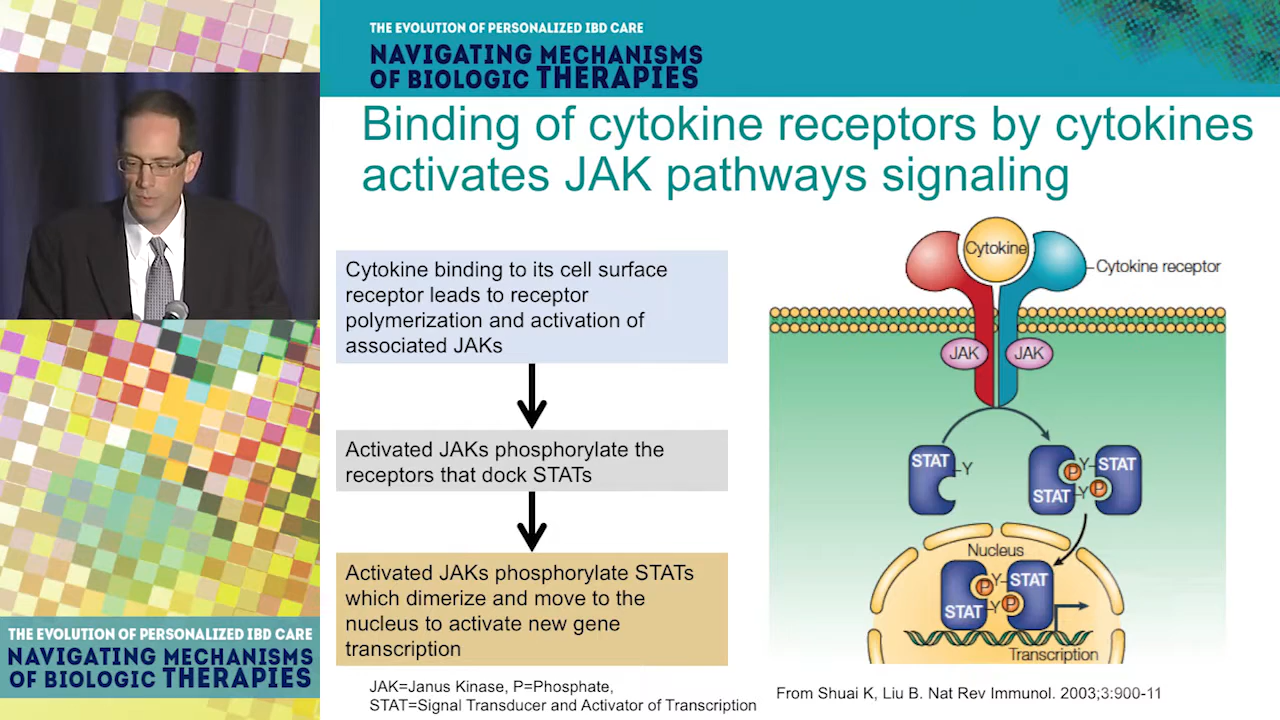 THE EVOLUTION OF PERSONALIZED IBD CARE
NAVIGATING MECHANISMS
OF BIOLOGIC THERAPIES
Binding of cytokine receptors by cytokines
activates JAK pathways signaling
Cytokine binding to its cell surface
receptor leads to receptor
polymerization and activation of
associated JAKs
Activated JAKs phosphorylate the
receptors that dock STATs
Activated JAKs phosphorylate STATs
which dimerize and move to the
nucleus to activate new gene
transcription
JAK=Janus Kinase, P=Phosphate,
STAT=Signal Transducer and Activator of Transcription
Cytokine
Cytokine receptor
JAK
JAK
STAT
Y
P
Y
STAT
STAT
Y
P
Nucleus
P
Y
STAT
STAT
Y
P
Transcription
From Shuai K, Liu B. Nat Rev Immunol. 2003;3:900-11
THE EVOLUTION OF PERSONALIZED IBD CARE
NAVIGATING MECHANISMS
OF BIOLOGIC THERAPIES